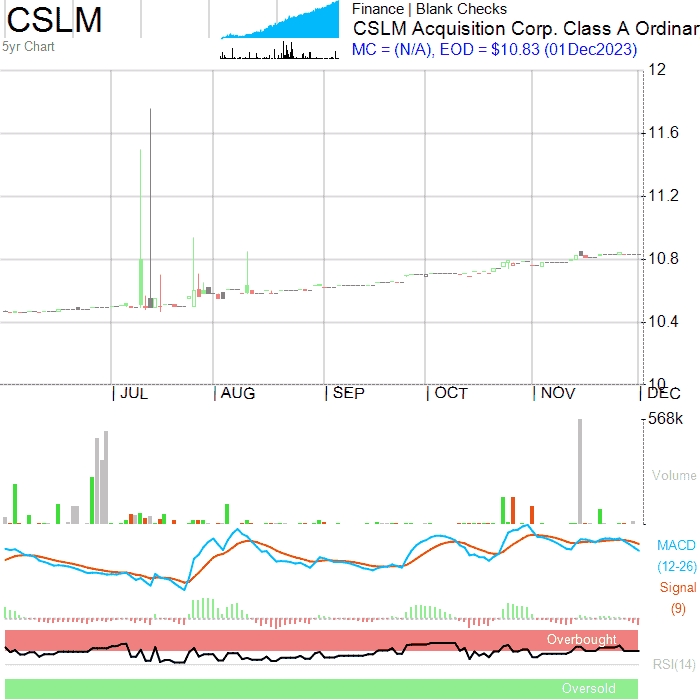 CSLM
5yr Chart
Finance | Blank Checks
CSLM Acquisition Corp. Class A Ordinar
MC = (N/A), EOD = $10.83 (01Dec2023)
12
11.6
11.2
10.8
10.4
10
JUL AUG SEP OCT NOV DEC
568k
Volume
MACD
(12-26)
Signal
(9)
Overbought
RSI(14)
Oversold